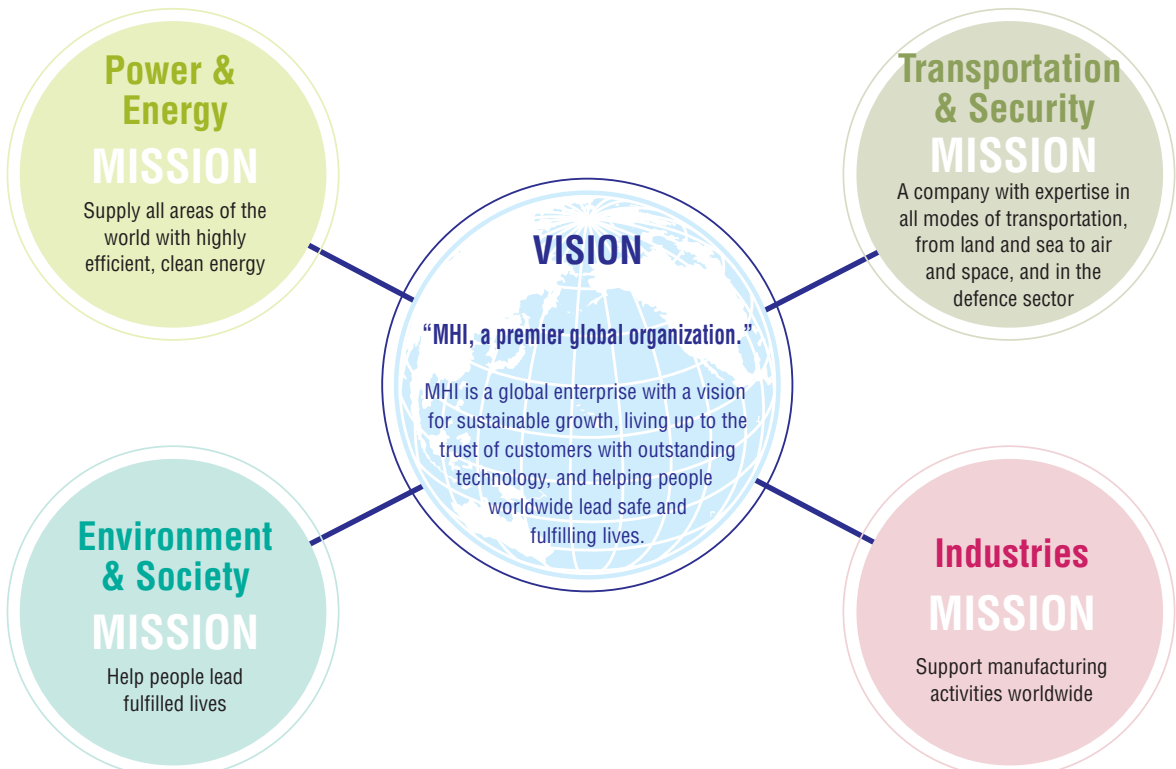 Power &
Energy
MISSION
Supply all areas of the
world with highly
efficient, clean energy
Transportation
& Security
MISSION
A company with expertise in
all modes of transportation,
from land and sea to air
and space, and in the
defence sector
VISION
“MHI, a premier global organization.”
MHI is a global enterprise with a vision
for sustainable growth, living up to the
trust of customers with outstanding
technology, and helping people
worldwide lead safe and
fulfilling lives.
Environment
& Society
MISSION
Help people lead
fulfilled lives
Industries
MISSION
Support manufacturing
activities worldwide